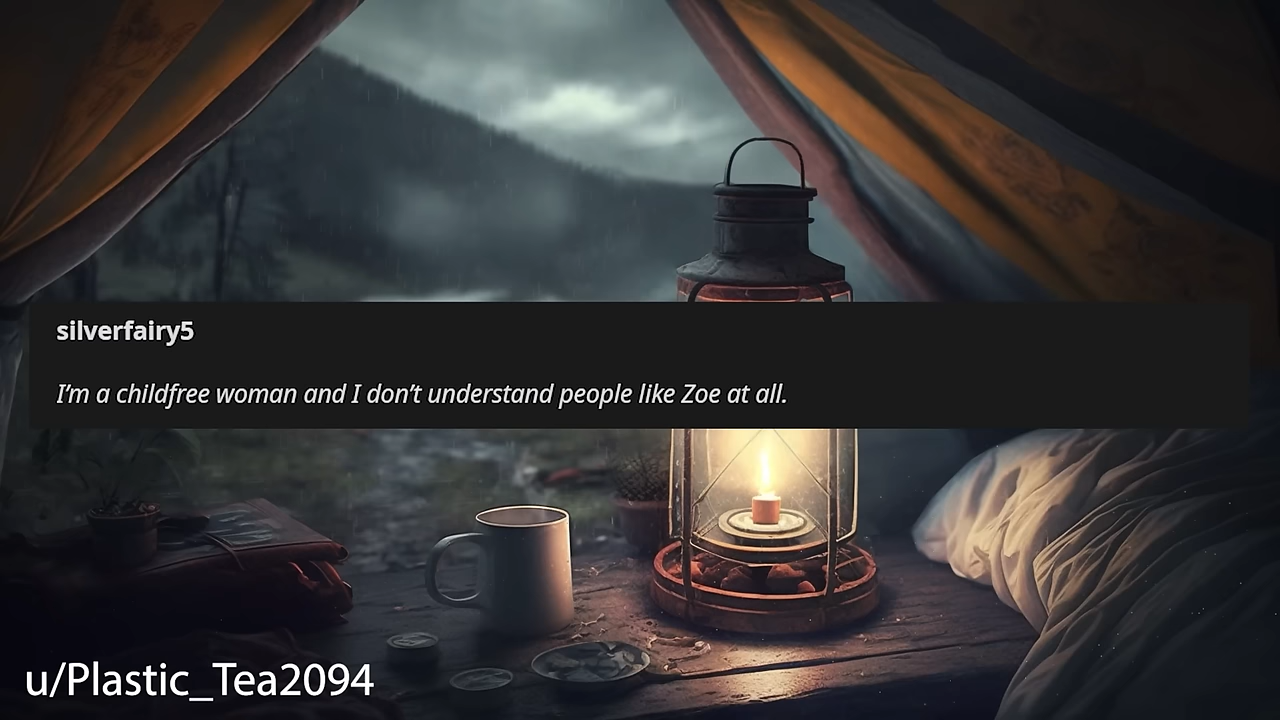 silverfairy5
I’m a childfree woman and I don’t understand people like Zoe at all.
u/Plastic_Tea2094